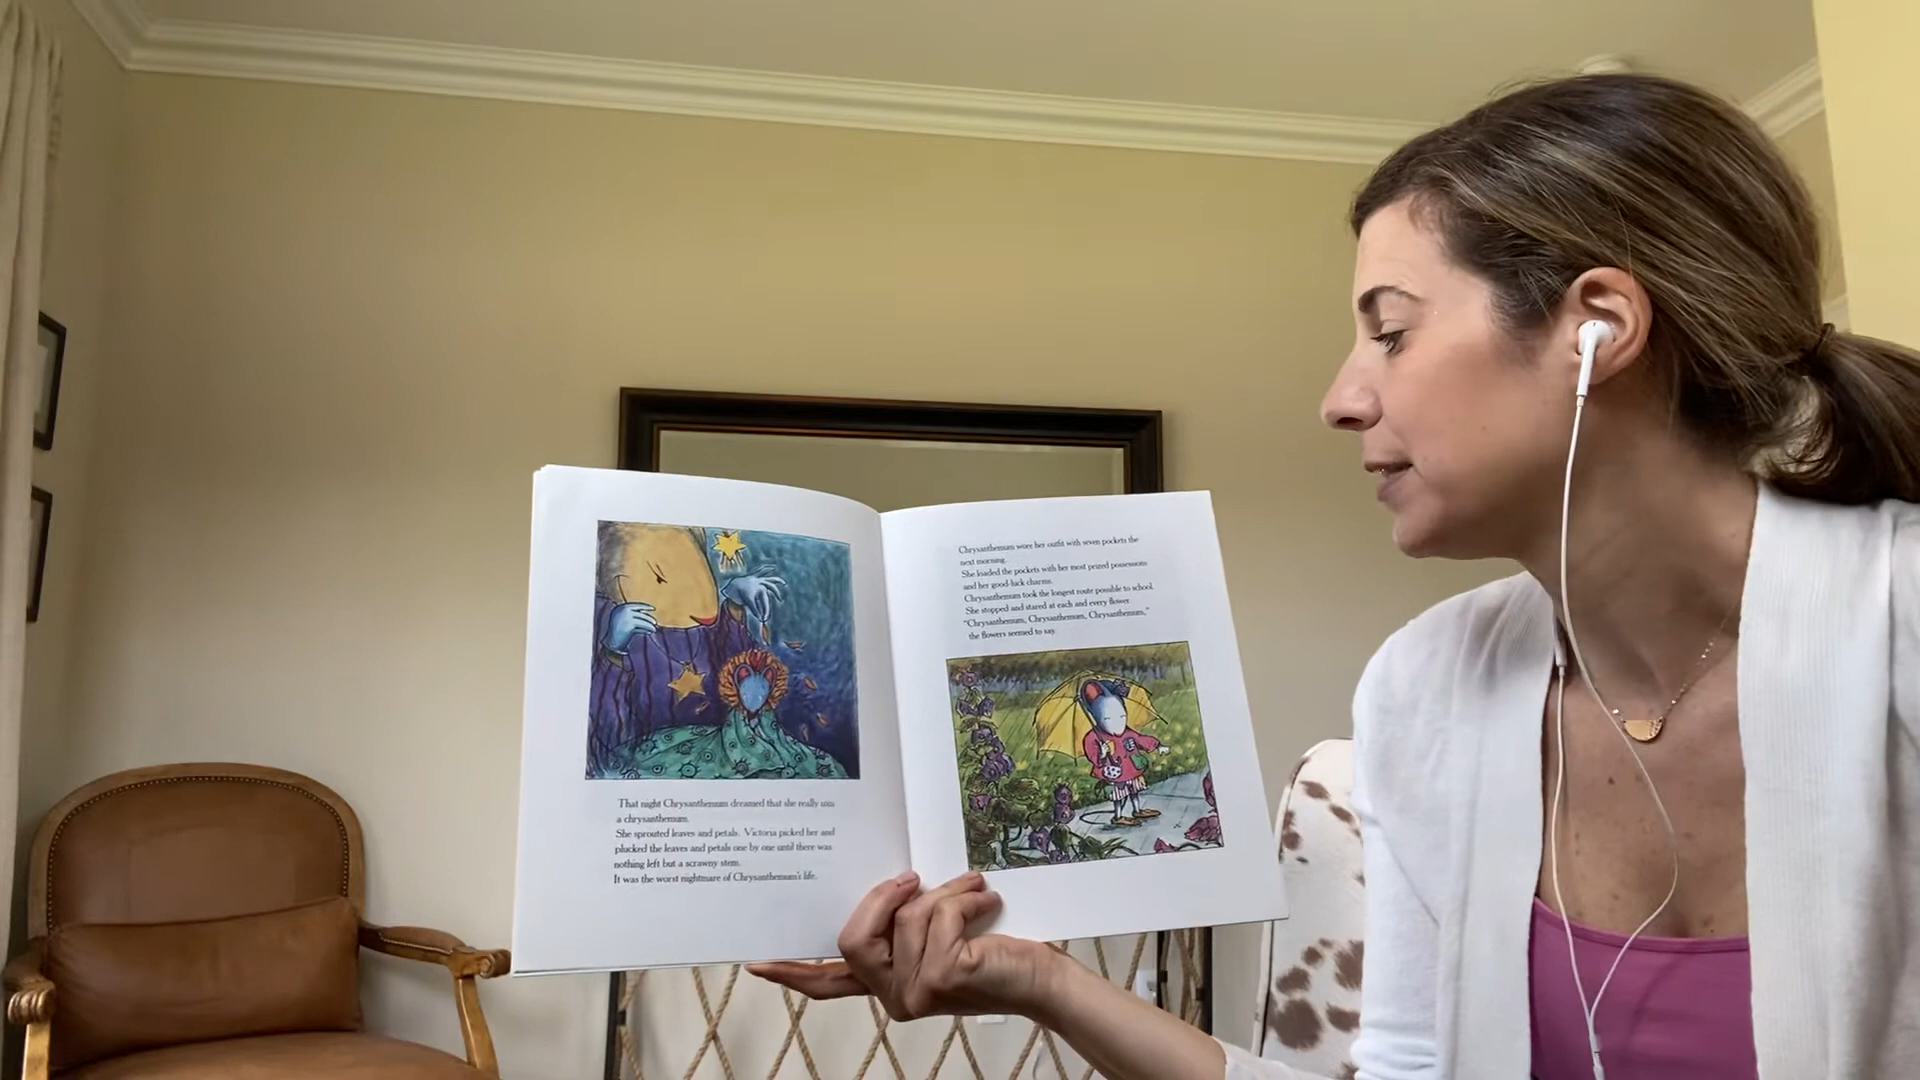 That night Chrysanthemum dreamed that she really was
a chrysanthemum.
She sprouted leaves and petals. Victoria picked her and
plucked the leaves and petals one by one until there was
nothing left but a scrawny stem.
It was the worst nightmare of Chrysanthemum's life.
Chrysanthemum wore her outfit with seven pockets the
next morning.
She loaded the pockets with her most prized possessions
and her good-luck charms.
Chrysanthemum took the longest route possible to school.
She stopped and stared at each and every flower.
"Chrysanthemum, Chrysanthemum, Chrysanthemum,"
the flowers seemed to say.